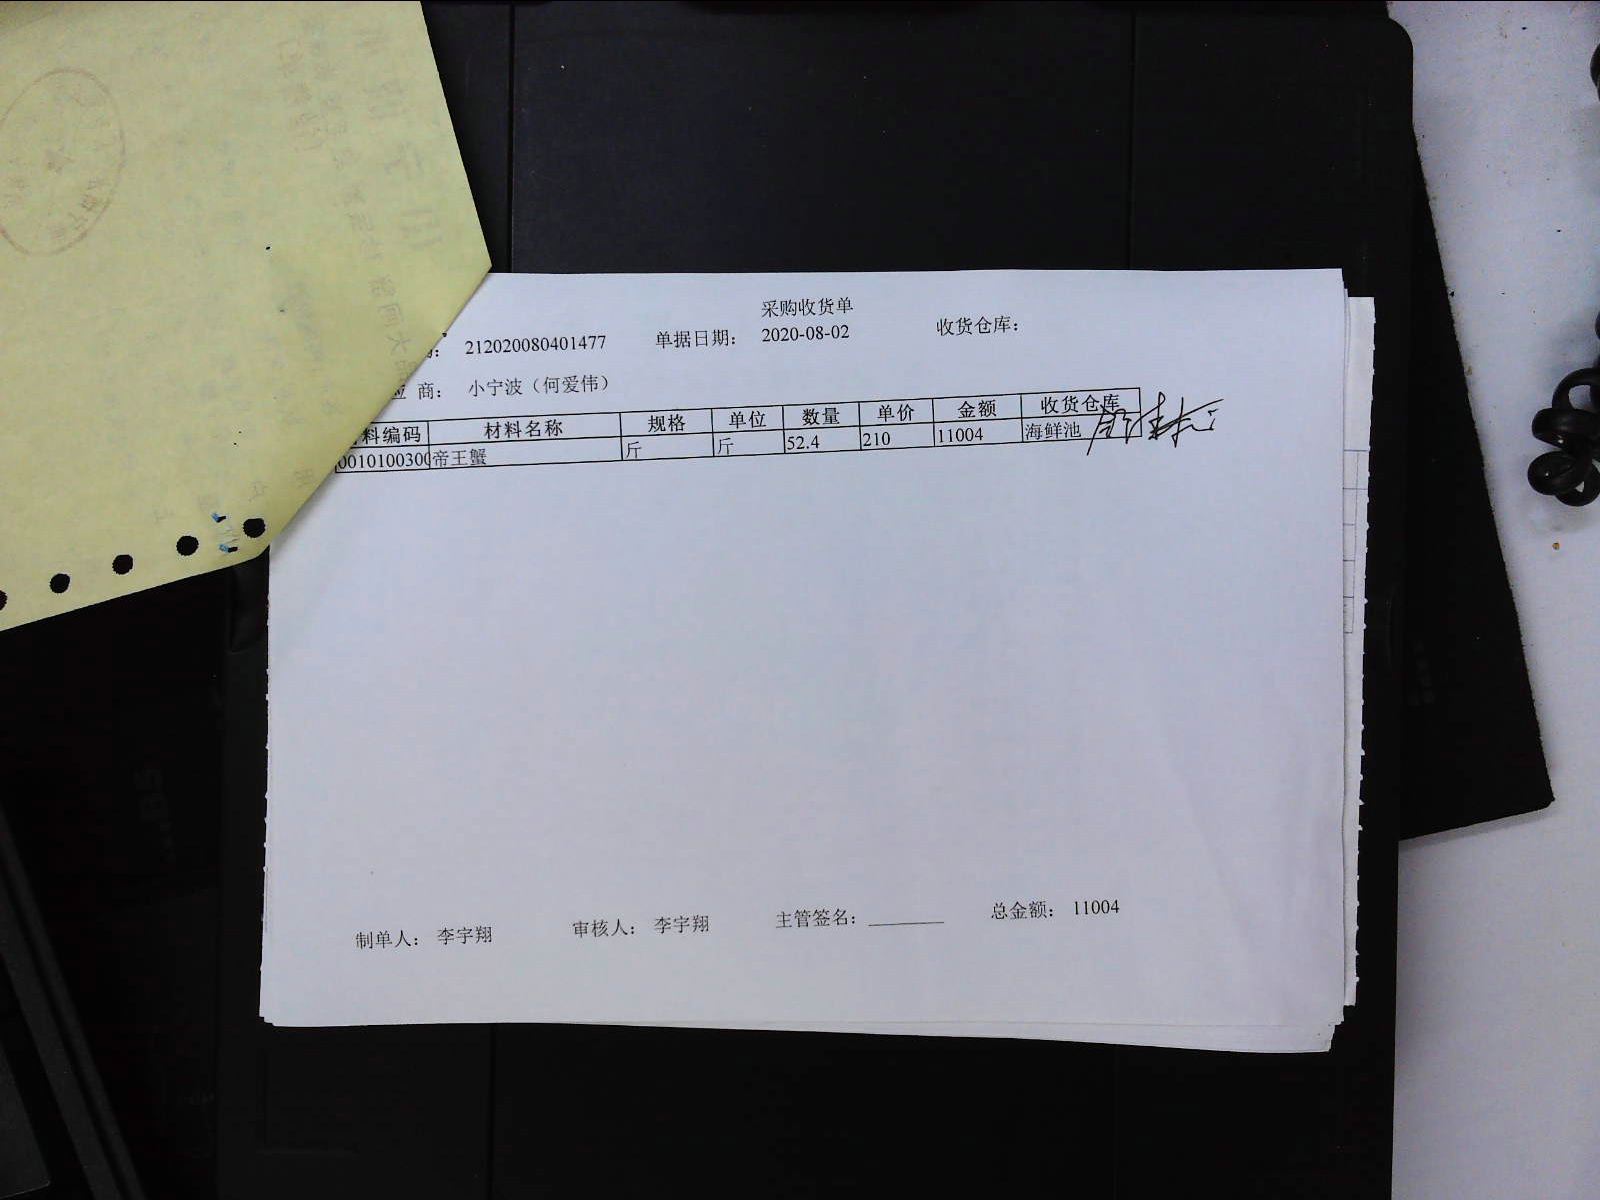 采购收货单
212020080401477 单据日期： 2020-08-02 收货仓库：
商： 小宁波（何爱伟）
料编码 材料名称 规格 单位 数量 单价 金额 收货仓库
0010100300 帝王蟹 斤 斤 52.4 210 11004 海鲜池
制单人： 李宇翔 审核人： 李宇翔 主管签名： ________ 总金额： 11004